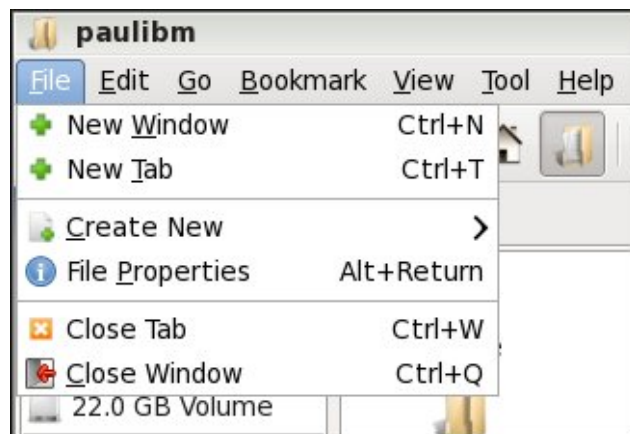 paulibm
File Edit Go Bookmark View Tool Help
New Window Ctrl+N
New Tab Ctrl+T
Create New
File Properties Alt+Return
Close Tab Ctrl+W
Close Window Ctrl+Q
22.0 GB Volume